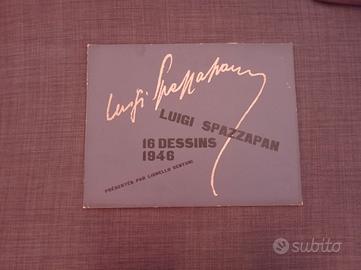 Luigi Spazzapan
LUIGI SPAZZAPAN
16 DESSINS
1946
PRÉSENTÉS PAR LIONELLO VENTURI
subito